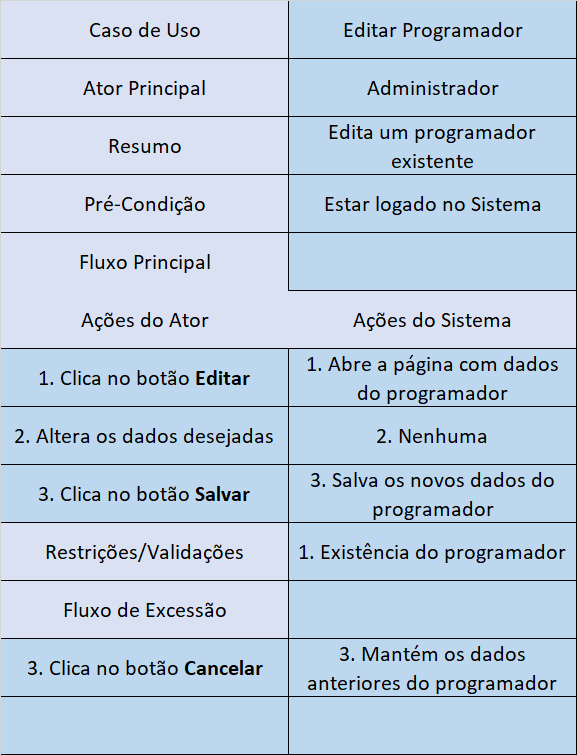 Caso de Uso
Editar Programador
Ator Principal
Administrador
Resumo
Edita um programador
existente
Pré-Condição
Estar logado no Sistema
Fluxo Principal
Ações do Ator
Ações do Sistema
1. Clica no botão Editar
1. Abre a página com dados
do programador
2. Altera os dados desejadas
2. Nenhuma
3. Clica no botão Salvar
3. Salva os novos dados do
programador
Restrições/Validações
1. Existência do programador
Fluxo de Excessão
3. Clica no botão Cancelar
3. Mantém os dados
anteriores do programador